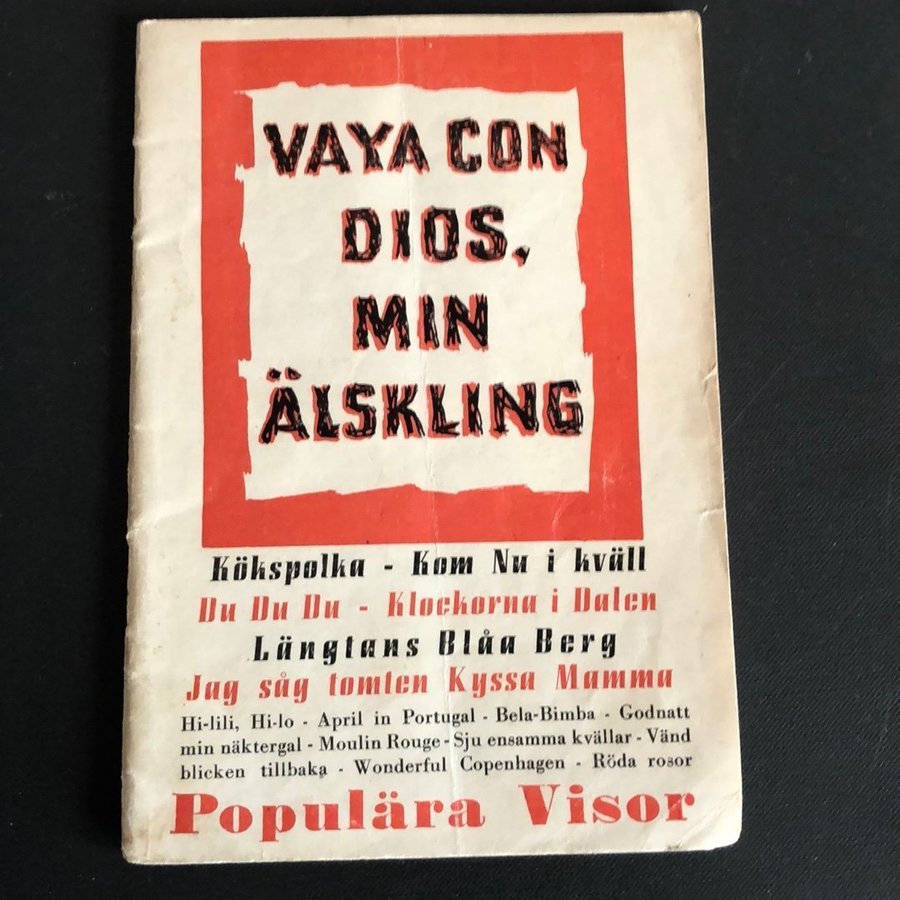 VAYA CON
DIOS,
MIN
ÄLSKLING
Kökspolka - Kom Nu i kväll
Du Du Du - Klockorna i Dalen
Längtans Blåa Berg
Jag såg tomten Kyssa Mamma
Hi-lili, Hi-lo - April in Portugal - Bela-Bimba - Godnatt
min näktergal - Moulin Rouge - Sju ensamma kvällar - Vänd
blicken tillbaka - Wonderful Copenhagen - Röda rosor
Populära Visor